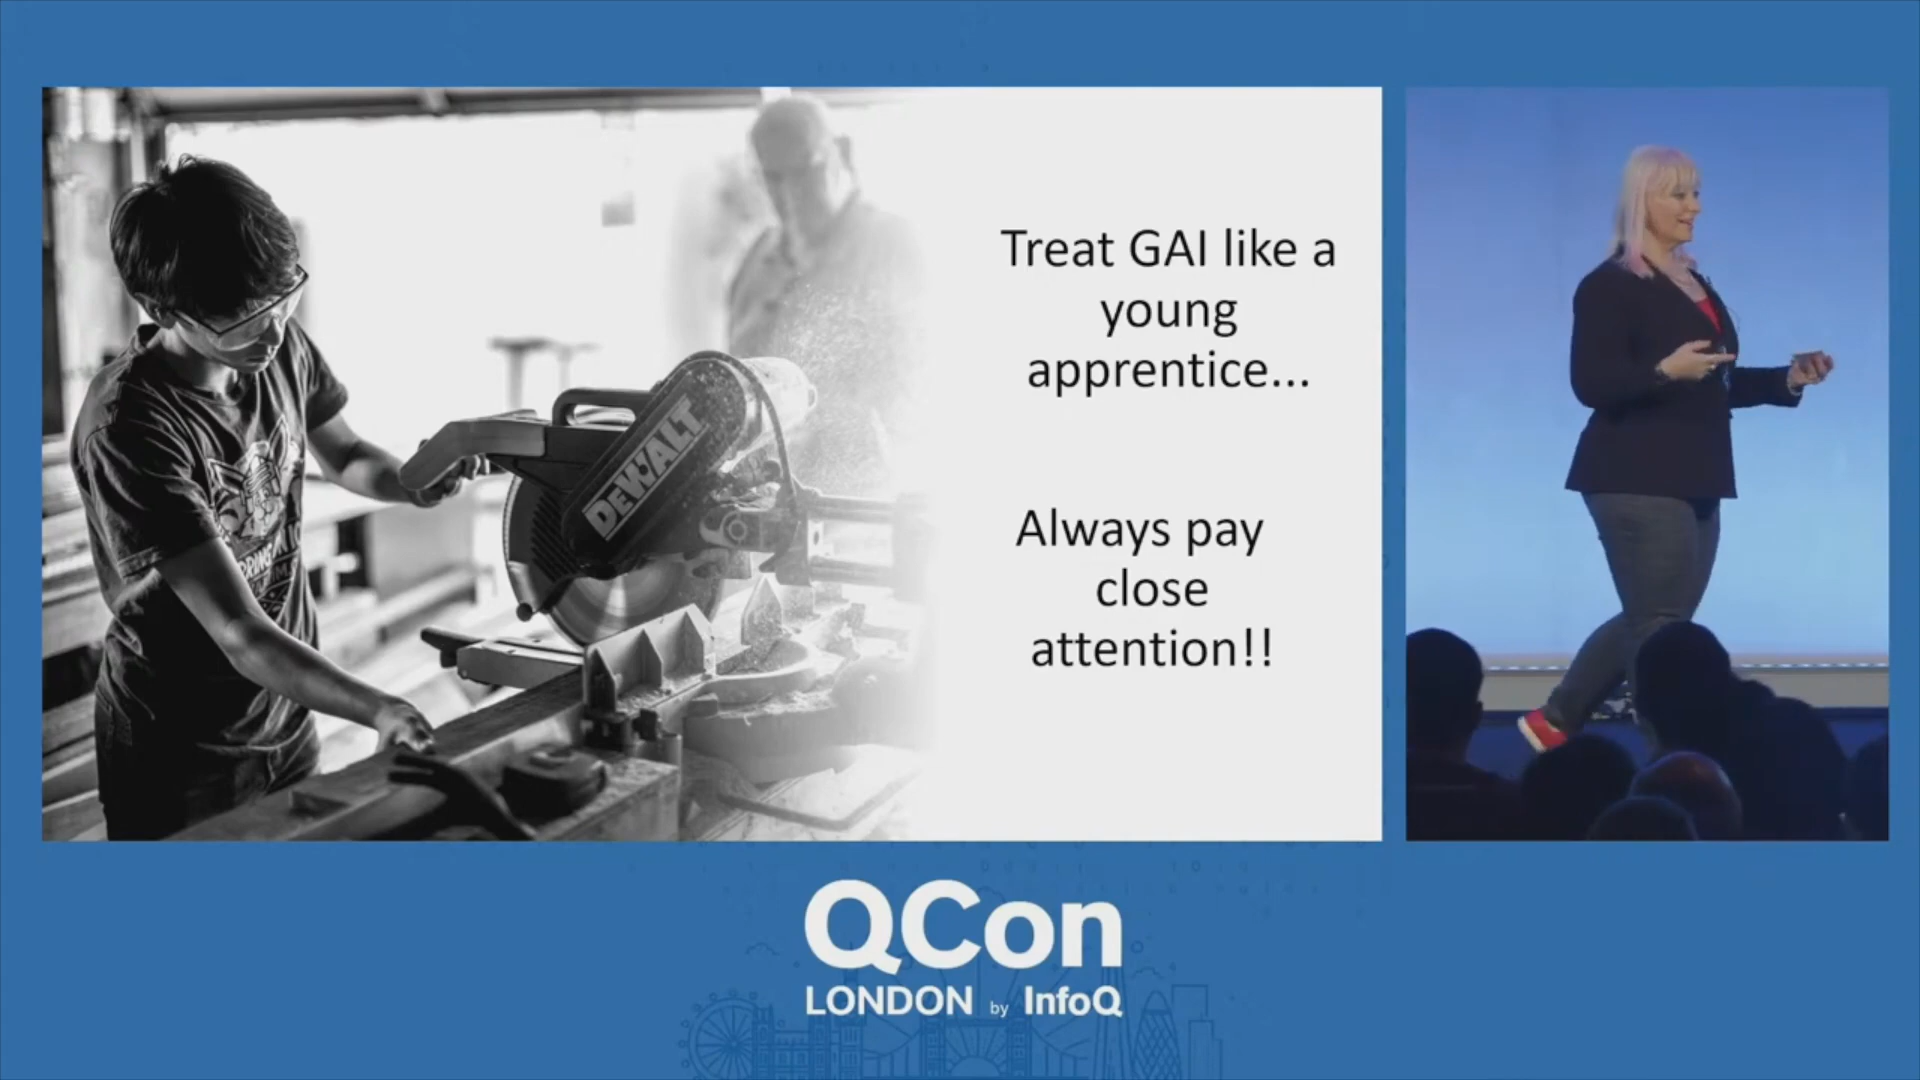 Treat GAI like a
young
apprentice...
Always pay
close
attention!!
DEWALT
QCon
LONDON by InfoQ